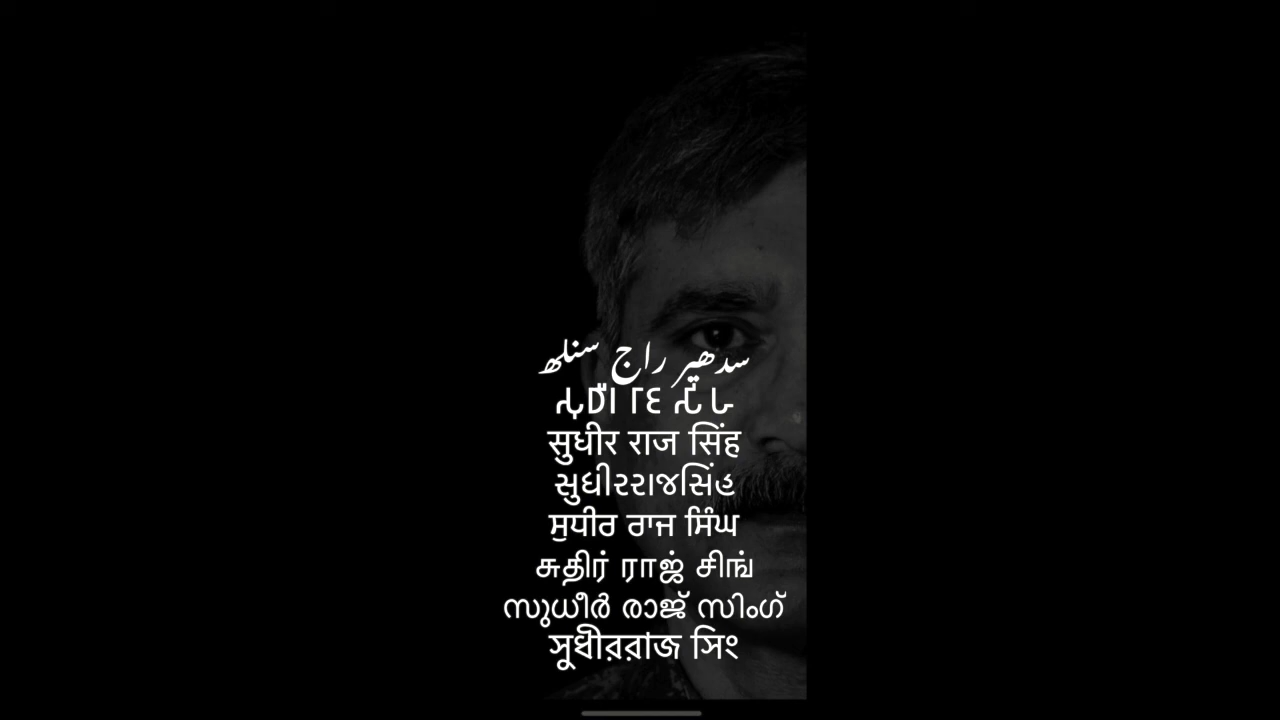 سدھیر راج سنلھ
सुधीर राज सिंह
સુધીરરાજસિંહ
ਸੁਧੀਰ ਰਾਜ ਸਿੰਘ
சுதிர் ராஜ் சிங்
സുധീർ രാജ് സിംഗ്
সুধীররাজ সিং